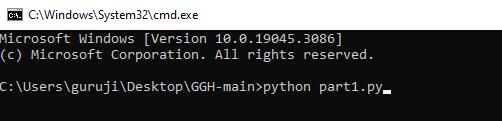 C:\Windows\System32\cmd.exe
Microsoft Windows [Version 10.0.19045.3086]
(c) Microsoft Corporation. All rights reserved.
C:\Users\guruji\Desktop\GGH-main>python part1.py